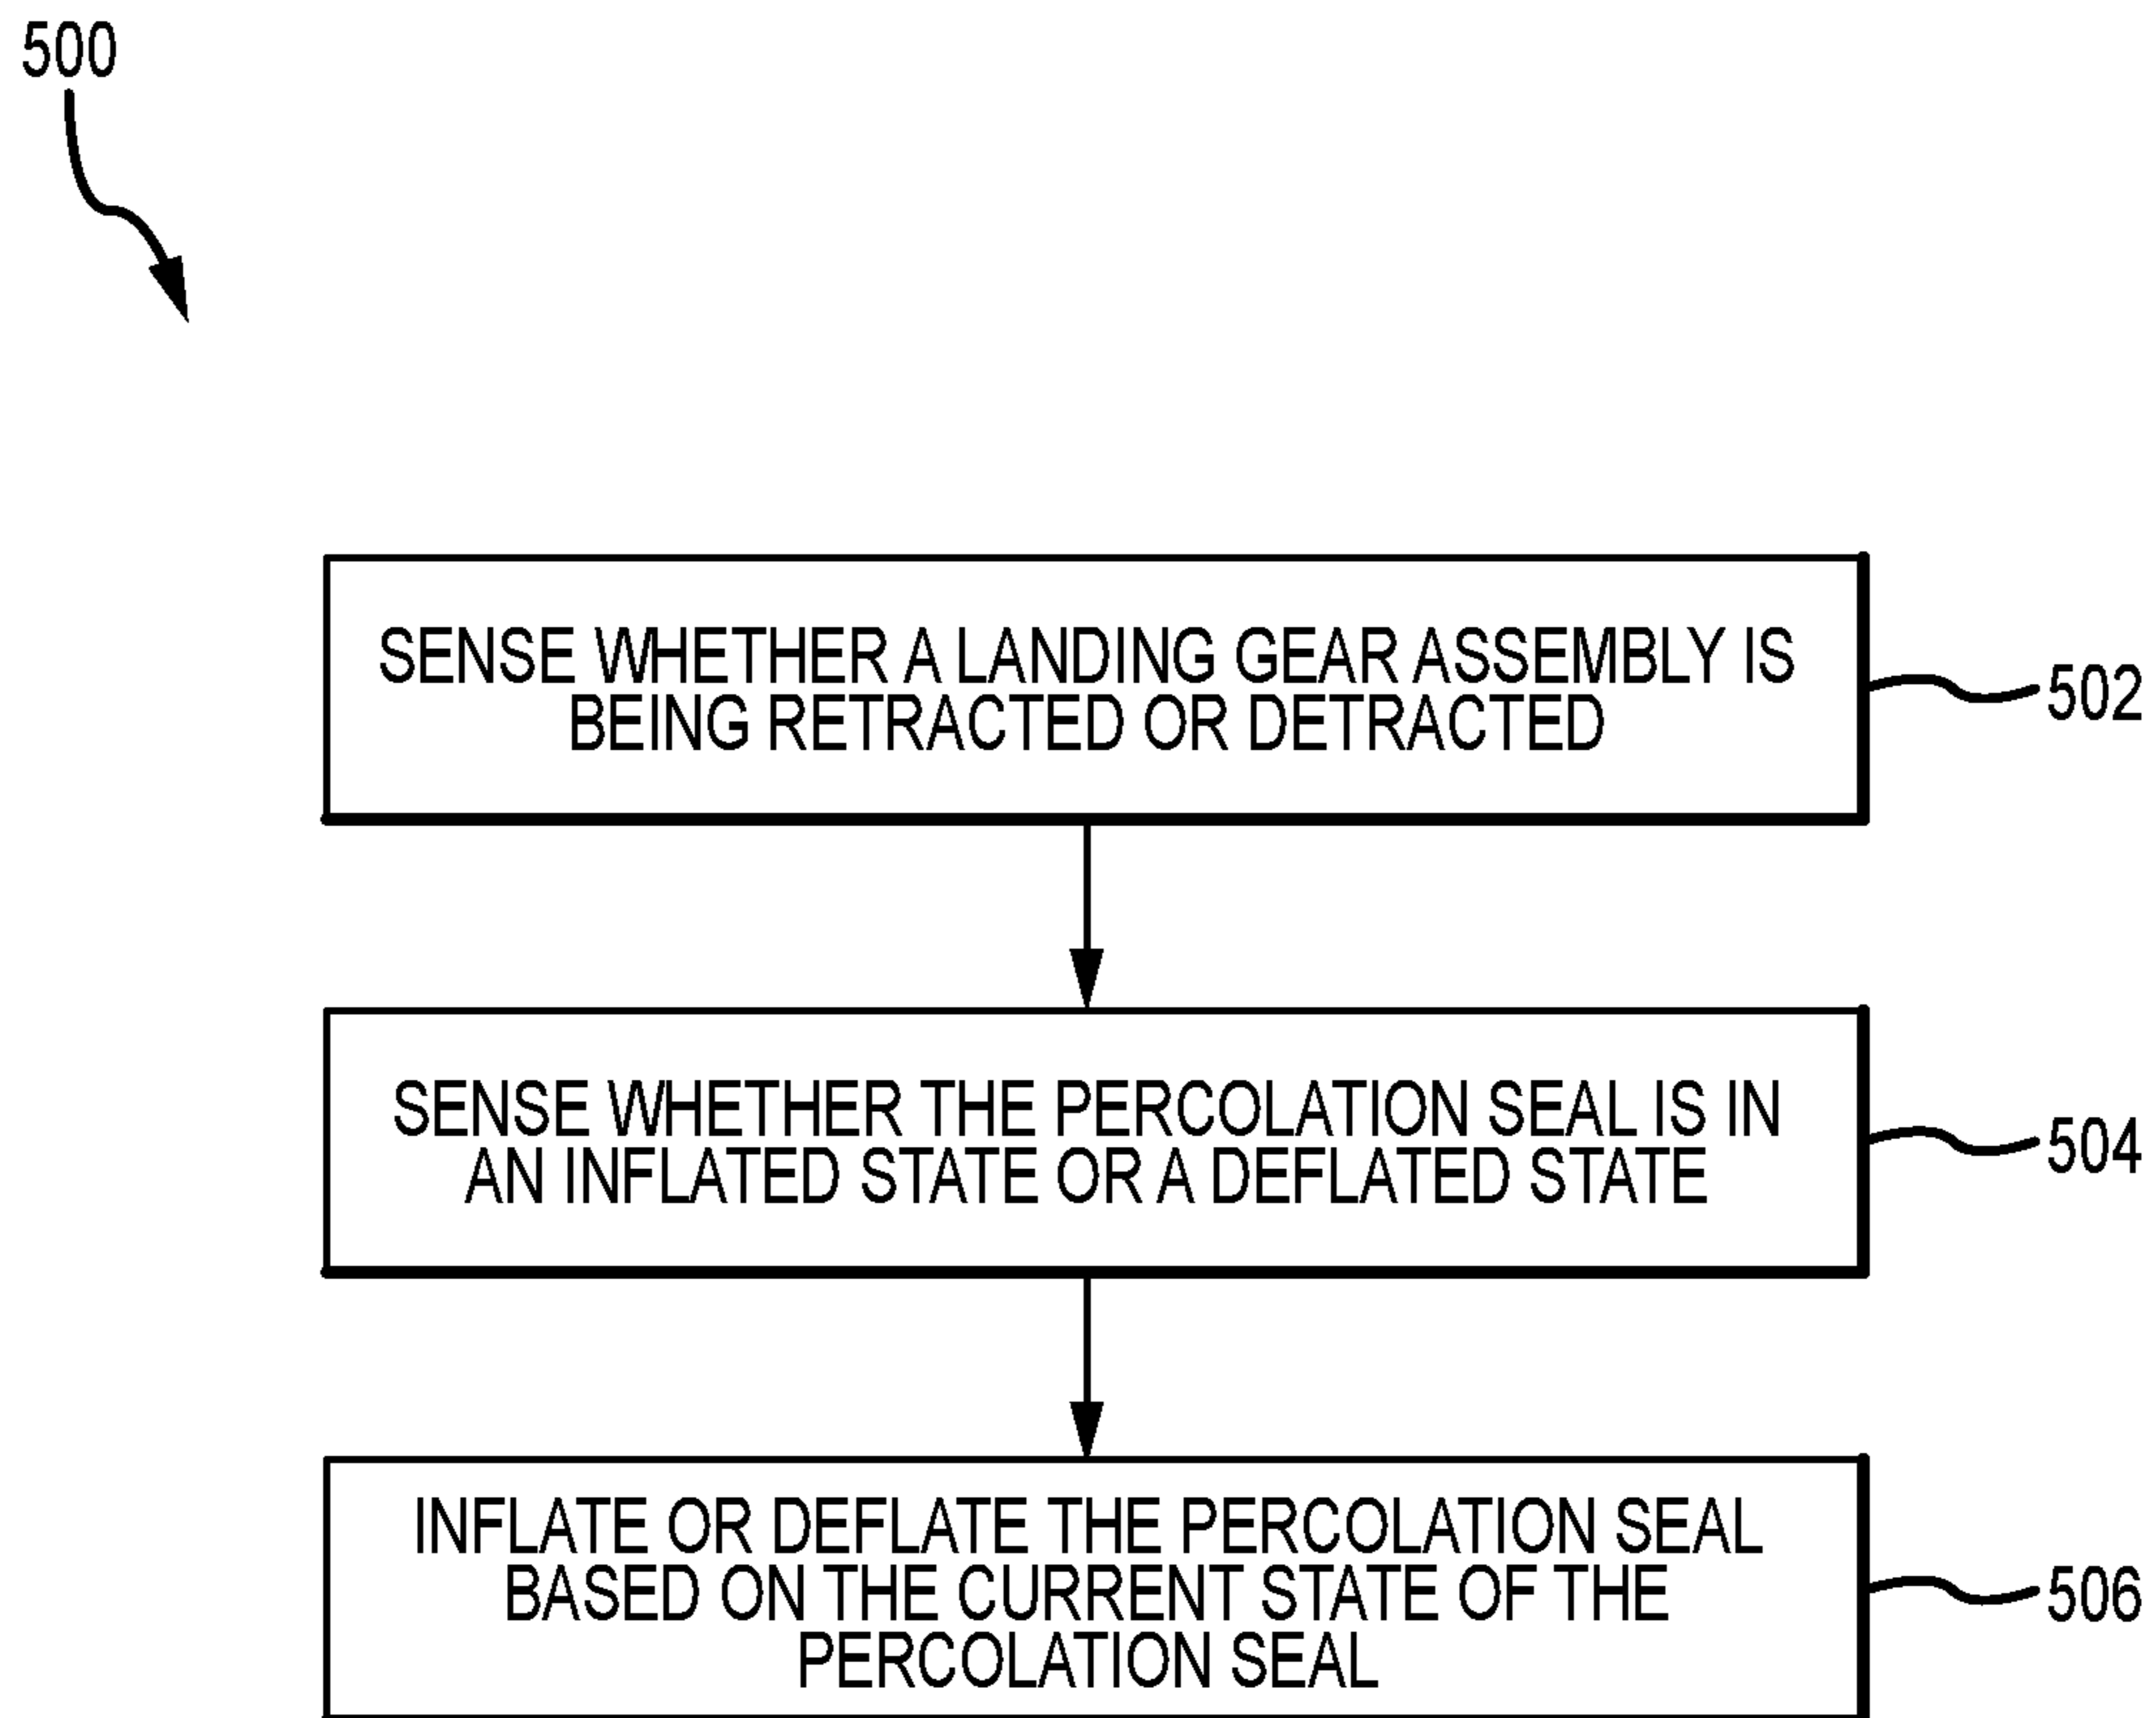 500
SENSE WHETHER A LANDING GEAR ASSEMBLY IS
BEING RETRACTED OR DETRACTED
502
SENSE WHETHER THE PERCOLATION SEAL IS IN
AN INFLATED STATE OR A DEFLATED STATE
504
INFLATE OR DEFLATE THE PERCOLATION SEAL
BASED ON THE CURRENT STATE OF THE
PERCOLATION SEAL
506